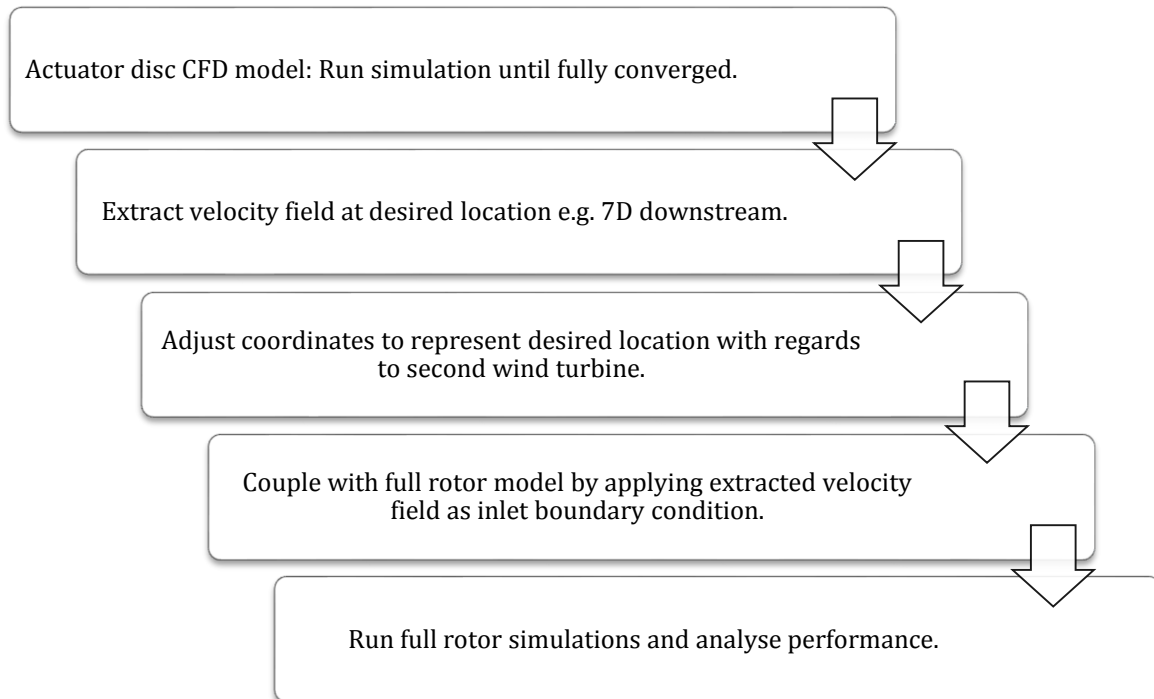 Actuator disc CFD model: Run simulation until fully converged.
Extract velocity field at desired location e.g. 7D downstream.
Adjust coordinates to represent desired location with regards
to second wind turbine.
Couple with full rotor model by applying extracted velocity
field as inlet boundary condition.
Run full rotor simulations and analyse performance.